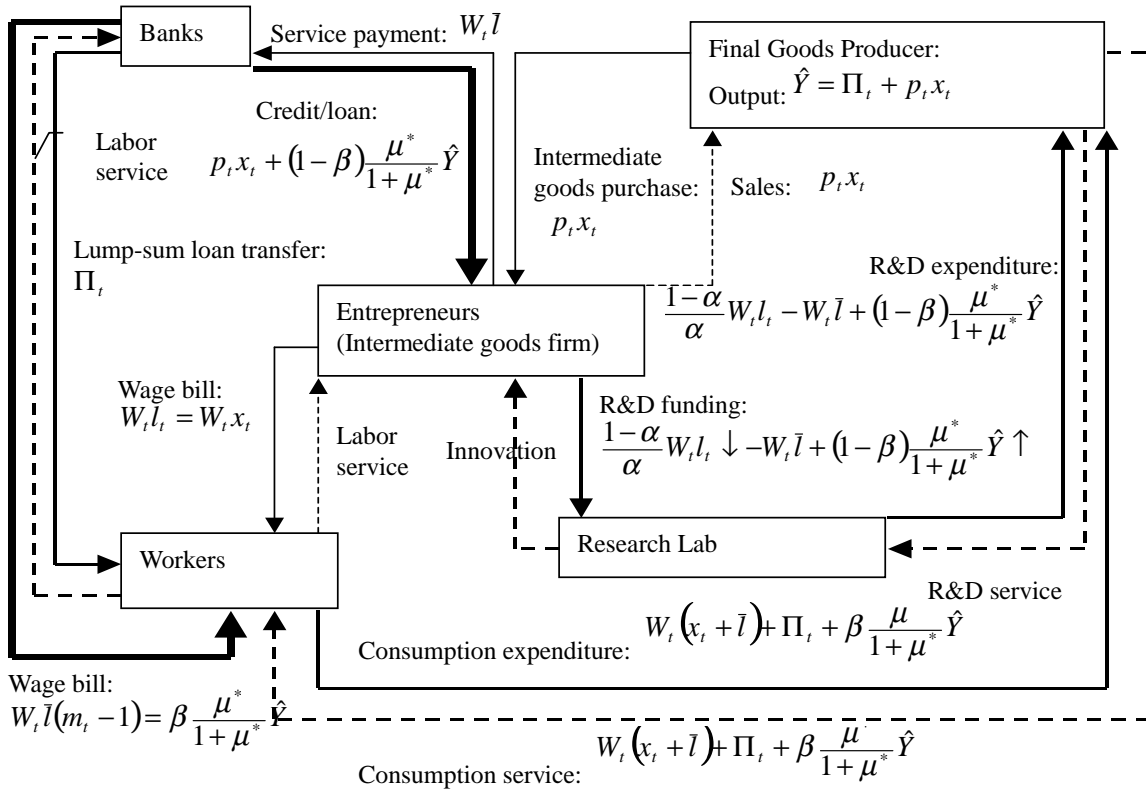 Banks
Service payment: W_t l̄
Final Goods Producer:
Output: Ŷ = Π_t + p_t x_t
Credit/loan:
p_t x_t + (1 − β) μ*/(1 + μ*) Ŷ
Labor
service
Intermediate
goods purchase:
p_t x_t
Sales: p_t x_t
Lump-sum loan transfer:
Π_t
R&D expenditure:
(1−α)/α W_t l_t − W_t l̄ + (1 − β) μ*/(1 + μ*) Ŷ
Entrepreneurs
(Intermediate goods firm)
Wage bill:
W_t l_t = W_t x_t
Labor
service
Innovation
R&D funding:
(1−α)/α W_t l_t ↓ −W_t l̄ + (1 − β) μ*/(1 + μ*) Ŷ ↑
Workers
Research Lab
R&D service
Consumption expenditure: W_t(x_t + l̄) + Π_t + β μ/(1 + μ*) Ŷ
Wage bill:
W_t l̄(m_t − 1) = β μ*/(1 + μ*) Ŷ
Consumption service: W_t(x_t + l̄) + Π_t + β μ/(1 + μ*) Ŷ